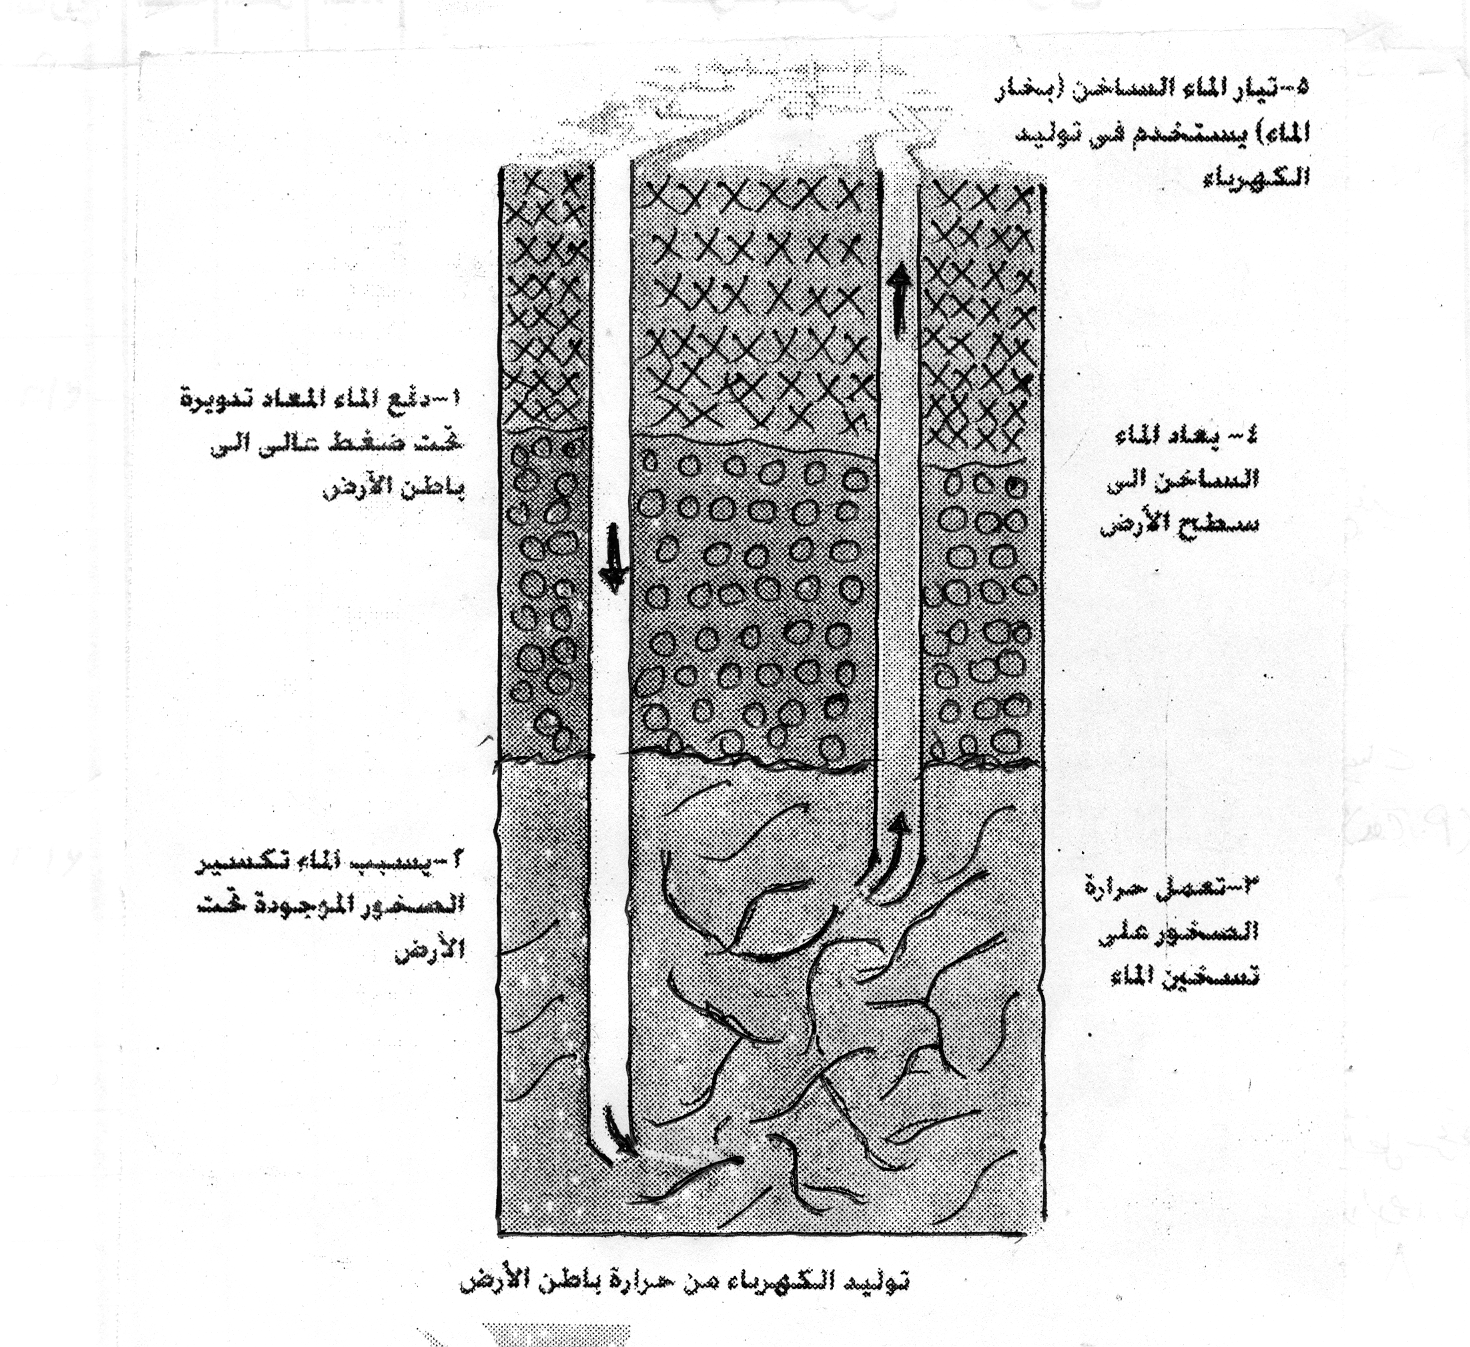 ٥-تيار الماء الساخن (بخار
الماء) يستخدم فى توليد
الكهرباء
١-دفع الماء المعاد تدويرة
تحت ضغط عالى الى
باطن الأرض
٤- يعاد الماء
الساخن الى
سطح الأرض
٢-يسبب الماء تكسير
الصخور الموجودة تحت
الأرض
٣-تعمل حرارة
الصخور على
تسخين الماء
توليد الكهرباء من حرارة باطن الأرض